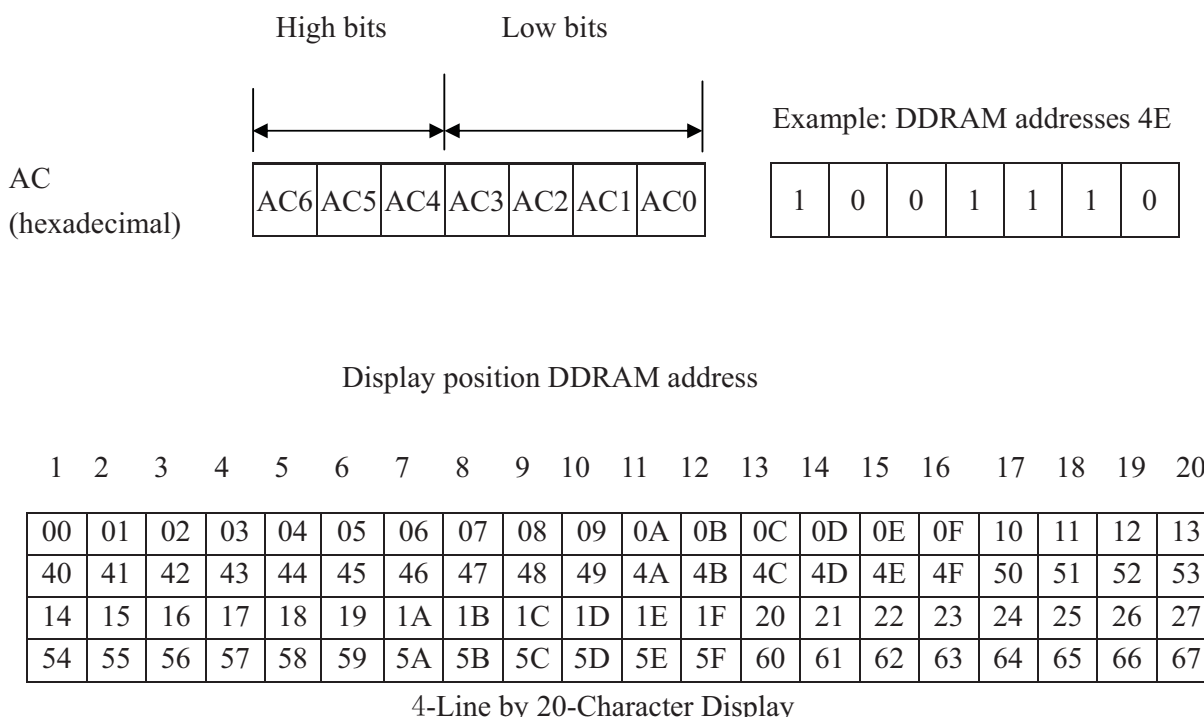 High bits Low bits
Example: DDRAM addresses 4E
AC
(hexadecimal)
AC6 AC5 AC4 AC3 AC2 AC1 AC0 1 0 0 1 1 1 0
Display position DDRAM address
1 2 3 4 5 6 7 8 9 10 11 12 13 14 15 16 17 18 19 20
00 01 02 03 04 05 06 07 08 09 0A 0B 0C 0D 0E 0F 10 11 12 13
40 41 42 43 44 45 46 47 48 49 4A 4B 4C 4D 4E 4F 50 51 52 53
14 15 16 17 18 19 1A 1B 1C 1D 1E 1F 20 21 22 23 24 25 26 27
54 55 56 57 58 59 5A 5B 5C 5D 5E 5F 60 61 62 63 64 65 66 67
4-Line by 20-Character Display